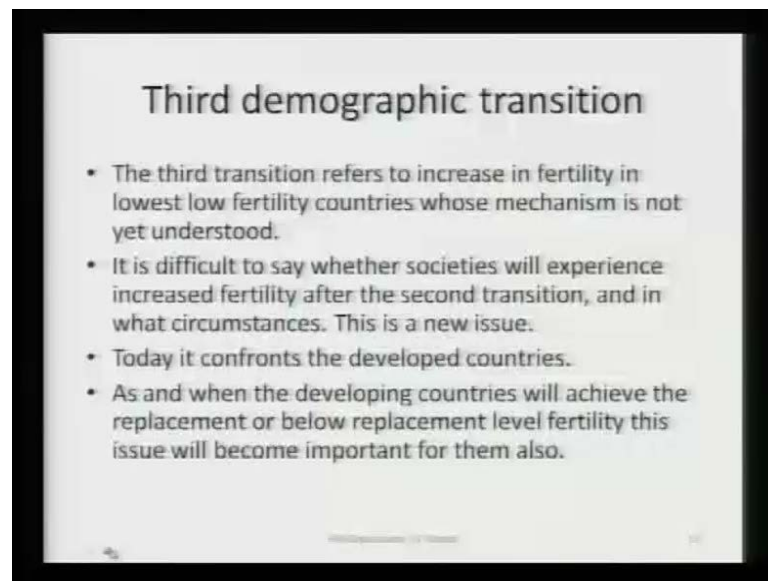 Third demographic transition
• The third transition refers to increase in fertility in
lowest low fertility countries whose mechanism is not
yet understood.
• It is difficult to say whether societies will experience
increased fertility after the second transition, and in
what circumstances. This is a new issue.
• Today it confronts the developed countries.
• As and when the developing countries will achieve the
replacement or below replacement level fertility this
issue will become important for them also.